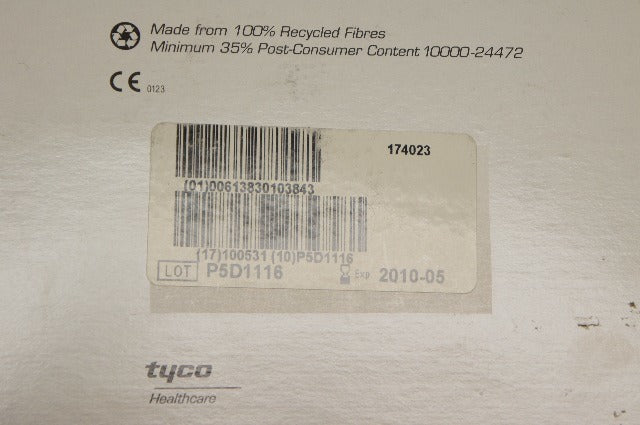 Made from 100% Recycled Fibres
Minimum 35% Post-Consumer Content 10000-24472
CE 0123
174023
(01)00613830103843
(17)100531 (10)P5D1116
LOT P5D1116 Exp 2010-05
tyco
Healthcare